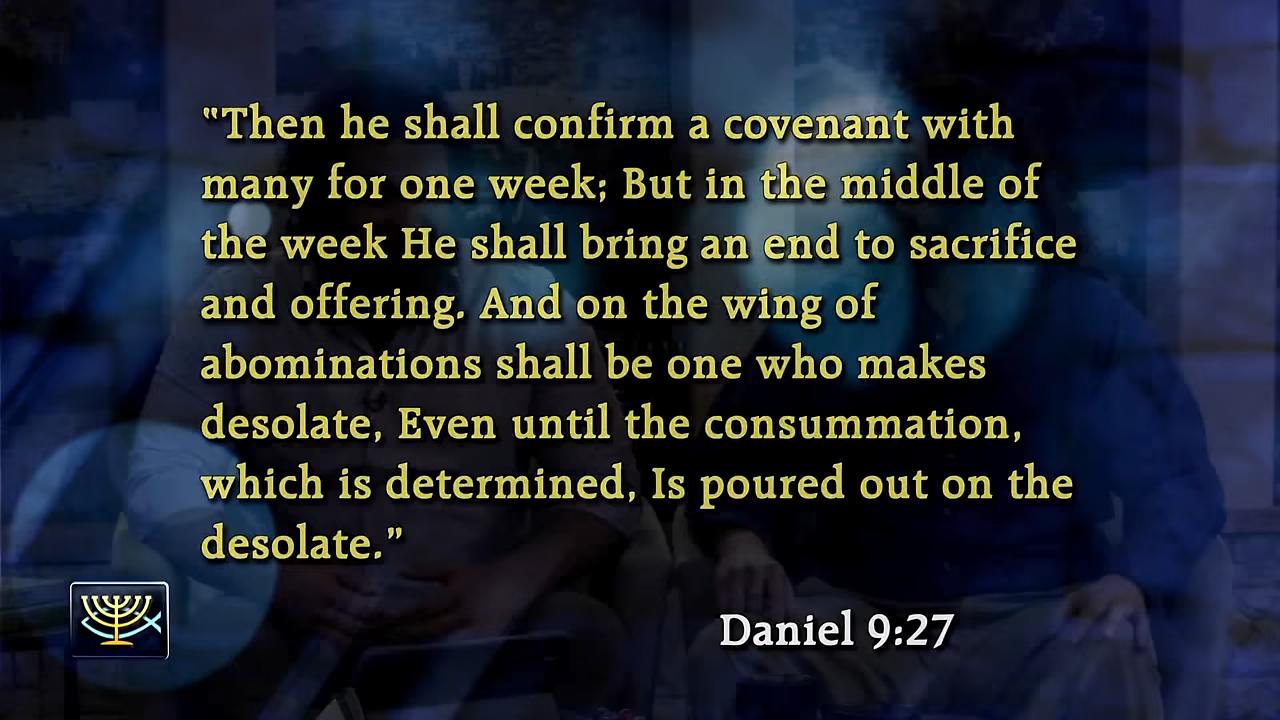 “Then he shall confirm a covenant with
many for one week; But in the middle of
the week He shall bring an end to sacrifice
and offering. And on the wing of
abominations shall be one who makes
desolate, Even until the consummation,
which is determined, Is poured out on the
desolate.”
Daniel 9:27